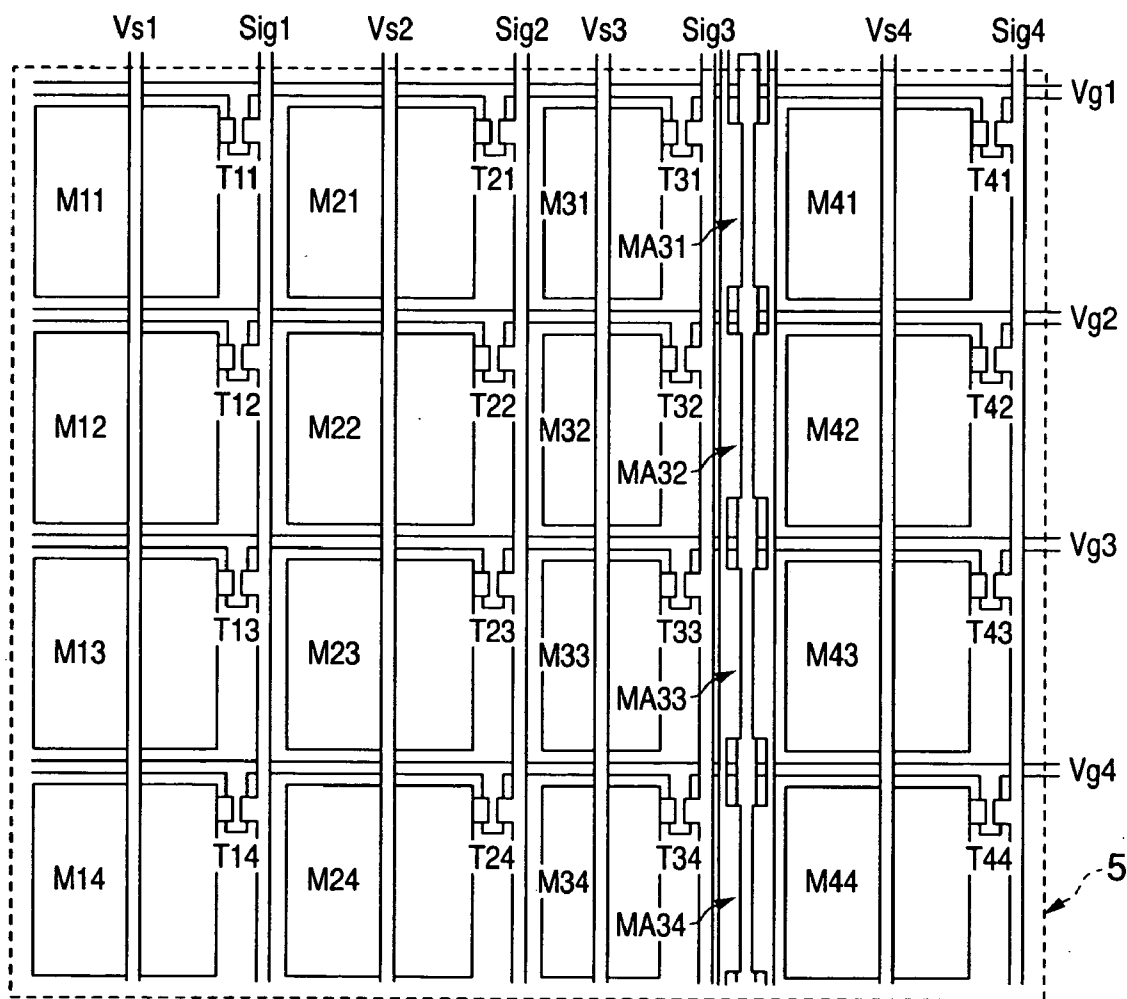 Vs1 Sig1 Vs2 Sig2 Vs3 Sig3 Vs4 Sig4
Vg1
T11 T21 T31 T41
M11 M21 M31 M41
MA31
Vg2
T12 T22 T32 T42
M12 M22 M32 M42
MA32
Vg3
T13 T23 T33 T43
M13 M23 M33 M43
MA33
Vg4
T14 T24 T34 T44
M14 M24 M34 M44
5
MA34